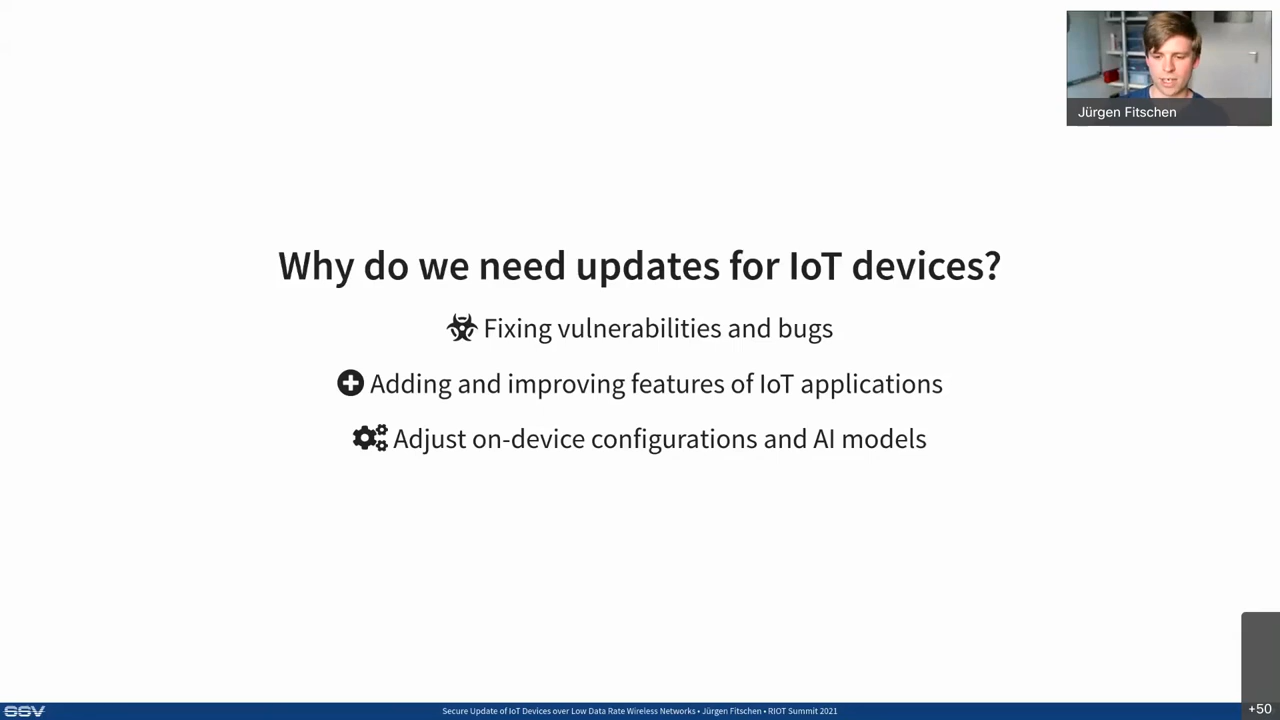 Jürgen Fitschen
Why do we need updates for IoT devices?
Fixing vulnerabilities and bugs
Adding and improving features of IoT applications
Adjust on-device configurations and AI models
SSV
Secure Update of IoT Devices over Low Data Rate Wireless Networks • Jürgen Fitschen • RIOT Summit 2021
+50